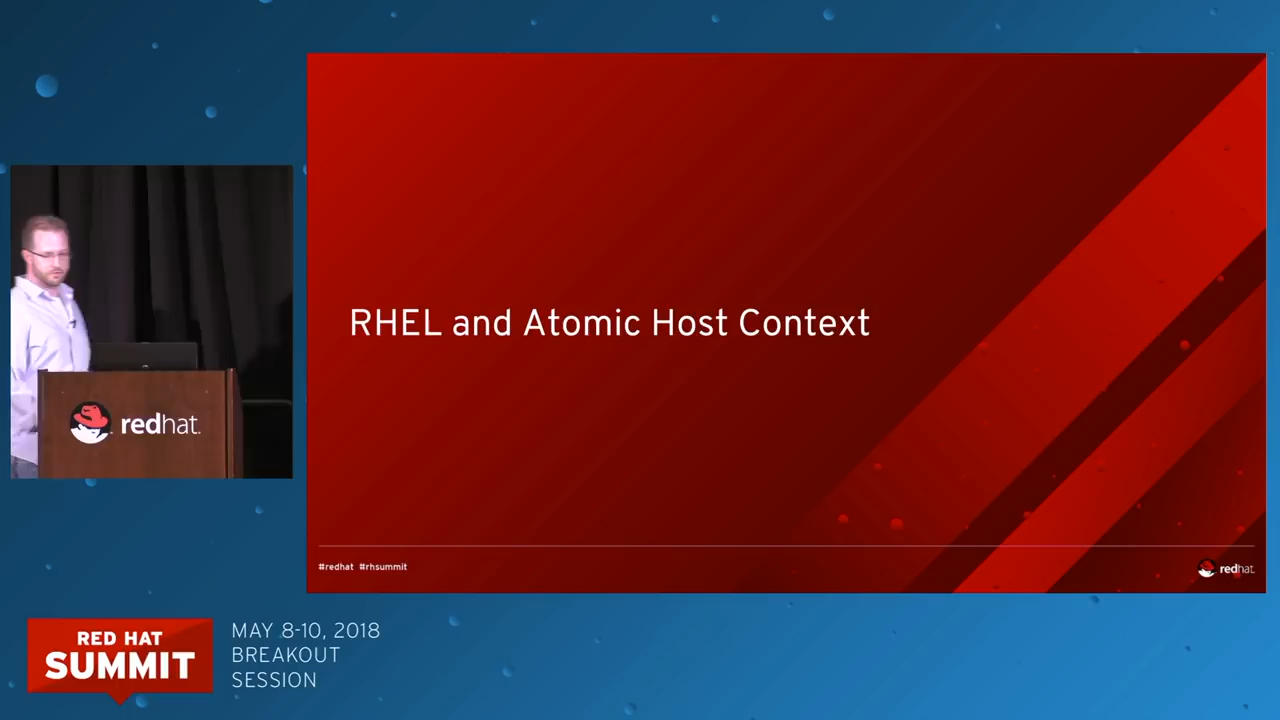 RHEL and Atomic Host Context
redhat.
#redhat #rhsummit
redhat.
RED HAT
SUMMIT
MAY 8-10, 2018
BREAKOUT
SESSION